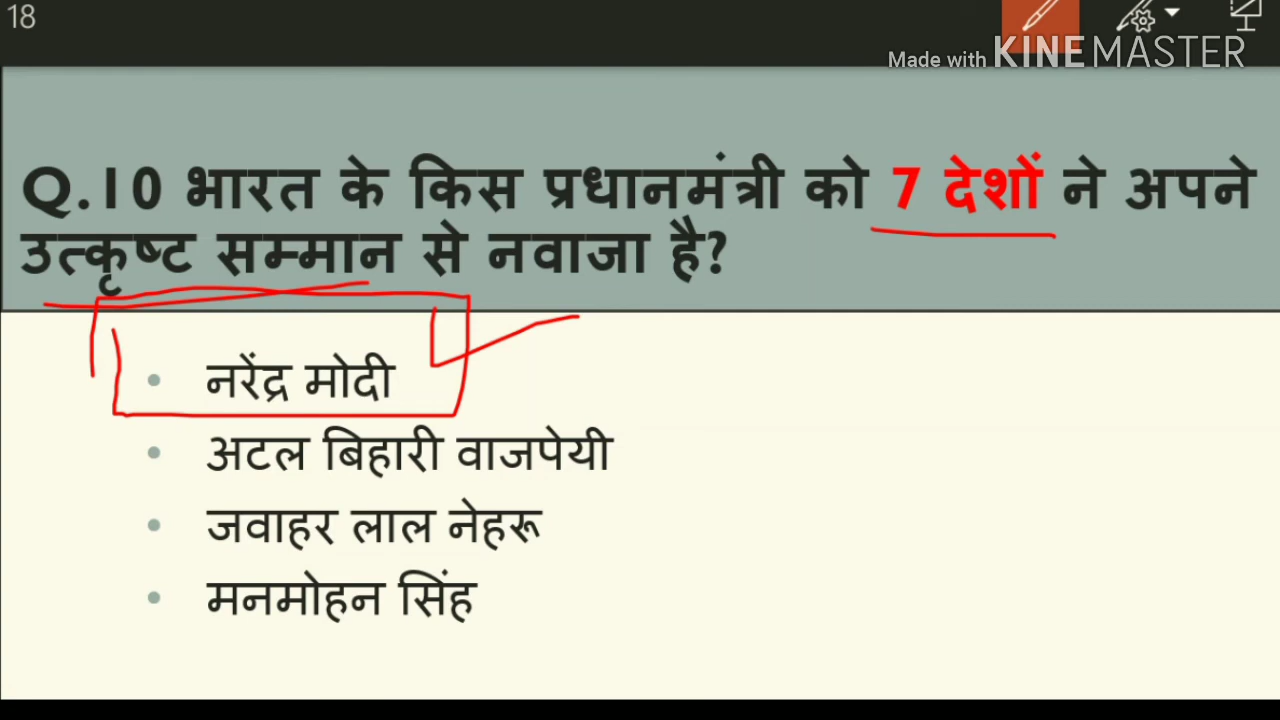 18
Made with KINEMASTER
Q.10 भारत के किस प्रधानमंत्री को 7 देशों ने अपने
उत्कृष्ट सम्मान से नवाजा है?
• नरेंद्र मोदी
• अटल बिहारी वाजपेयी
• जवाहर लाल नेहरू
• मनमोहन सिंह